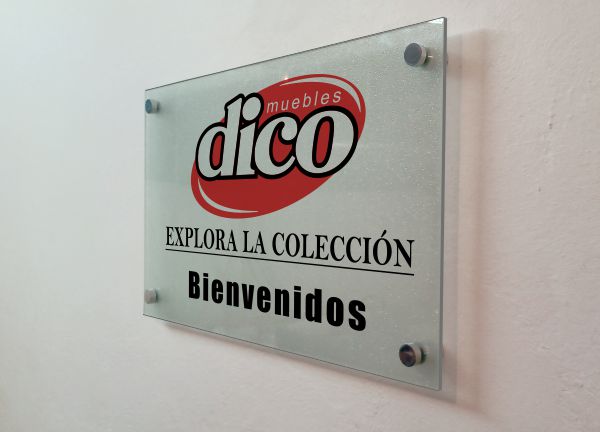 muebles
dico
EXPLORA LA COLECCIÓN
Bienvenidos